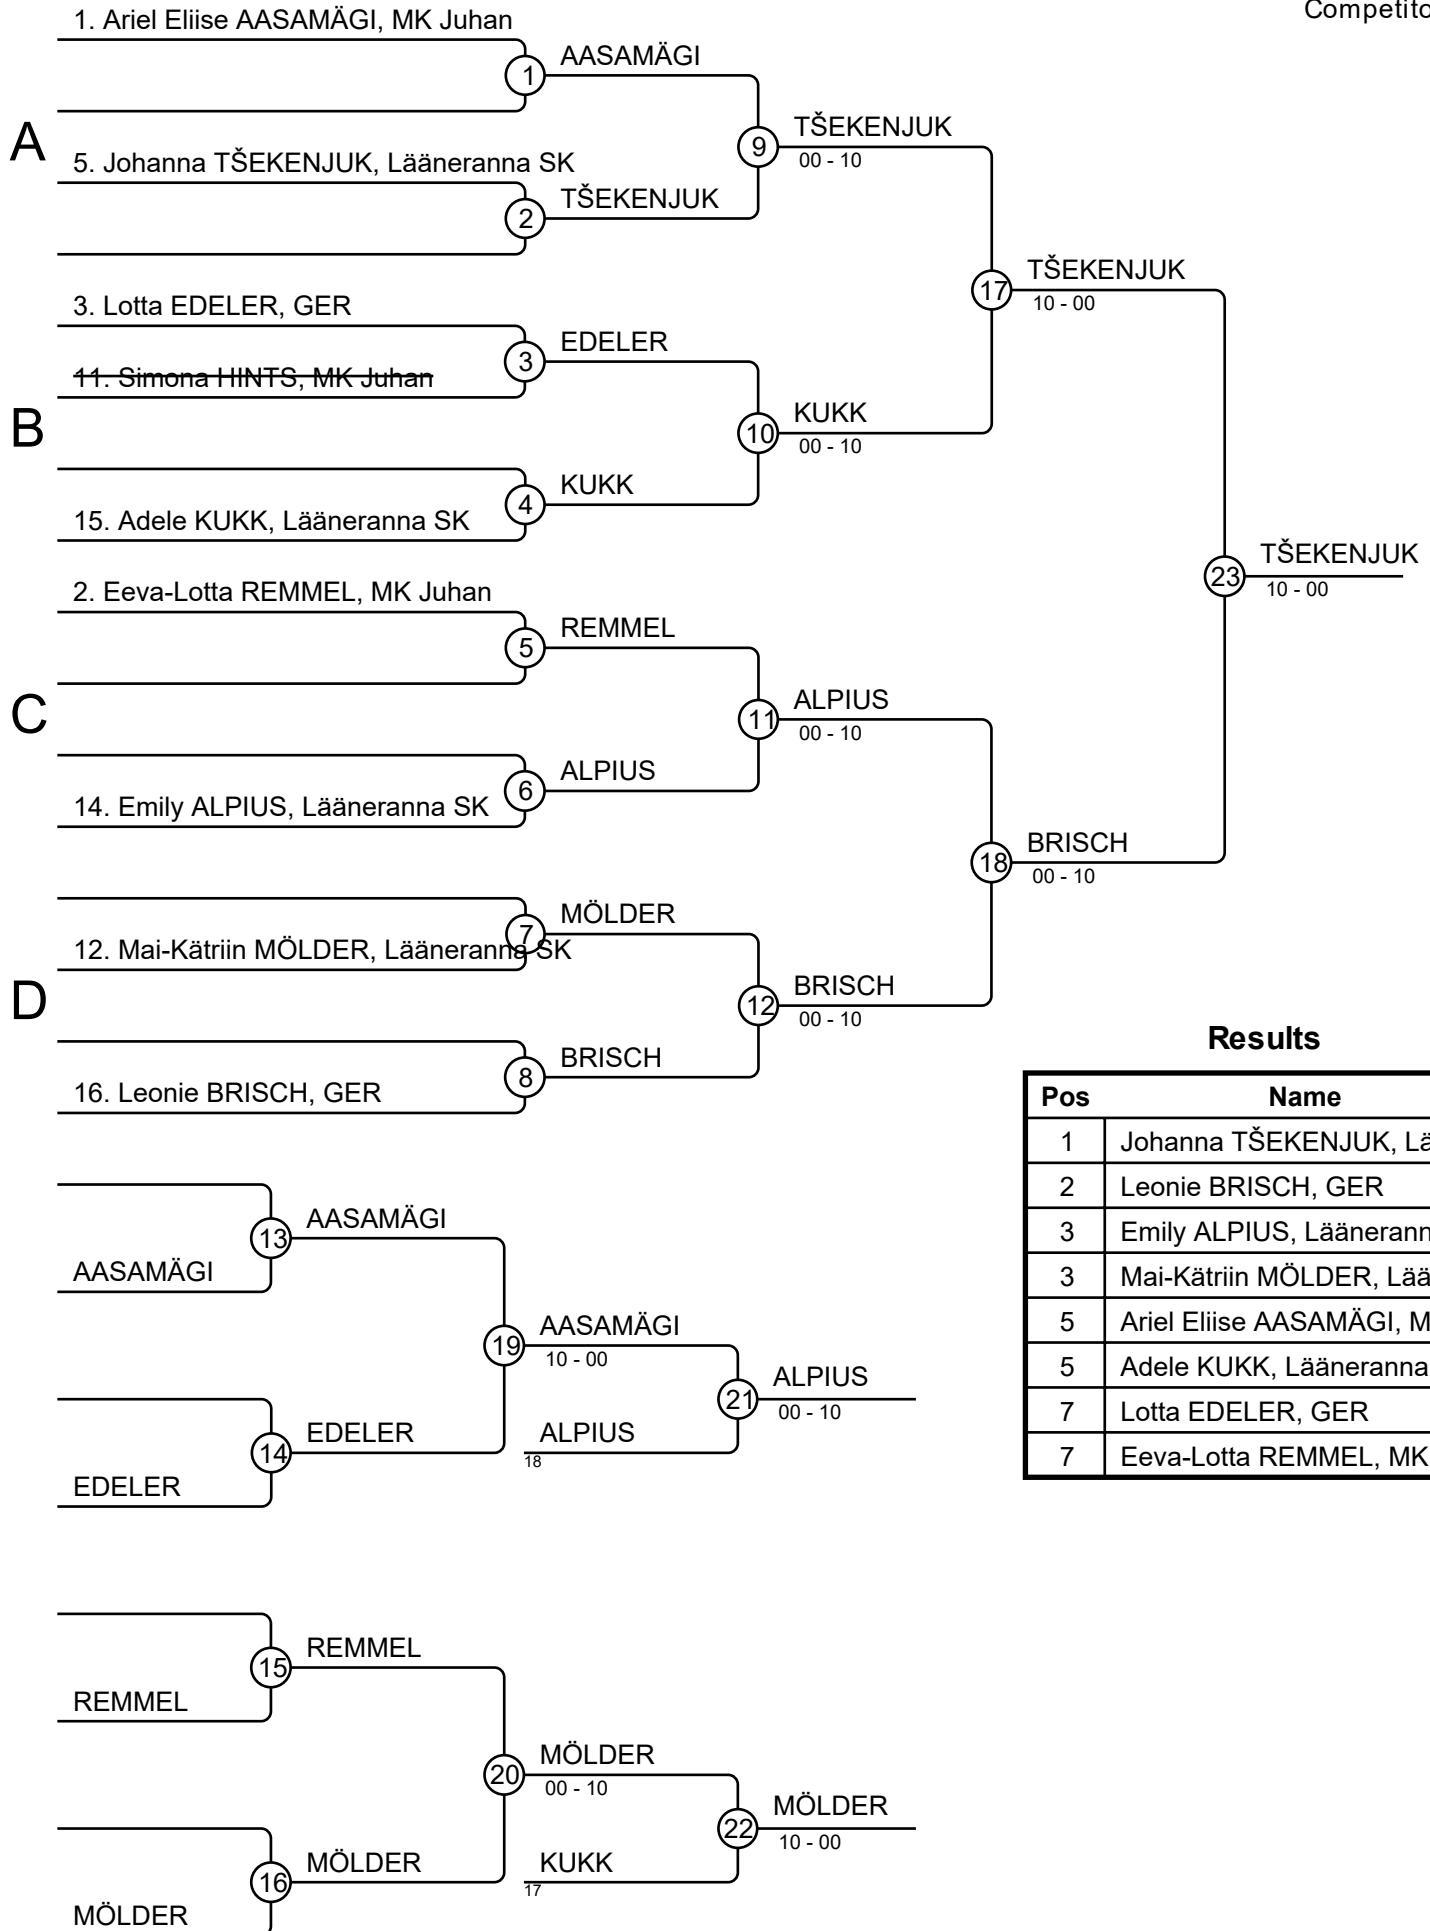 Competito
1. Ariel Eliise AASAMÄGI, MK Juhan
1
AASAMÄGI
A
9
TŠEKENJUK
00 - 10
5. Johanna TŠEKENJUK, Lääneranna SK
2
TŠEKENJUK
17
TŠEKENJUK
10 - 00
3. Lotta EDELER, GER
3
EDELER
11. Simona HINTS, MK Juhan
B
10
KUKK
00 - 10
4
KUKK
15. Adele KUKK, Lääneranna SK
23
TŠEKENJUK
10 - 00
2. Eeva-Lotta REMMEL, MK Juhan
5
REMMEL
C
11
ALPIUS
00 - 10
6
ALPIUS
14. Emily ALPIUS, Lääneranna SK
18
BRISCH
00 - 10
7
MÖLDER
12. Mai-Kätriin MÖLDER, Lääneranna SK
D
12
BRISCH
00 - 10
8
BRISCH
16. Leonie BRISCH, GER
Results
Pos Name
1 Johanna TŠEKENJUK, Lä
2 Leonie BRISCH, GER
3 Emily ALPIUS, Läänerann
3 Mai-Kätriin MÖLDER, Lää
5 Ariel Eliise AASAMÄGI, M
5 Adele KUKK, Lääneranna
7 Lotta EDELER, GER
7 Eeva-Lotta REMMEL, MK
13
AASAMÄGI
AASAMÄGI
19
AASAMÄGI
10 - 00
21
ALPIUS
00 - 10
14
EDELER
ALPIUS
18
EDELER
15
REMMEL
REMMEL
20
MÖLDER
00 - 10
22
MÖLDER
10 - 00
16
MÖLDER
KUKK
17
MÖLDER